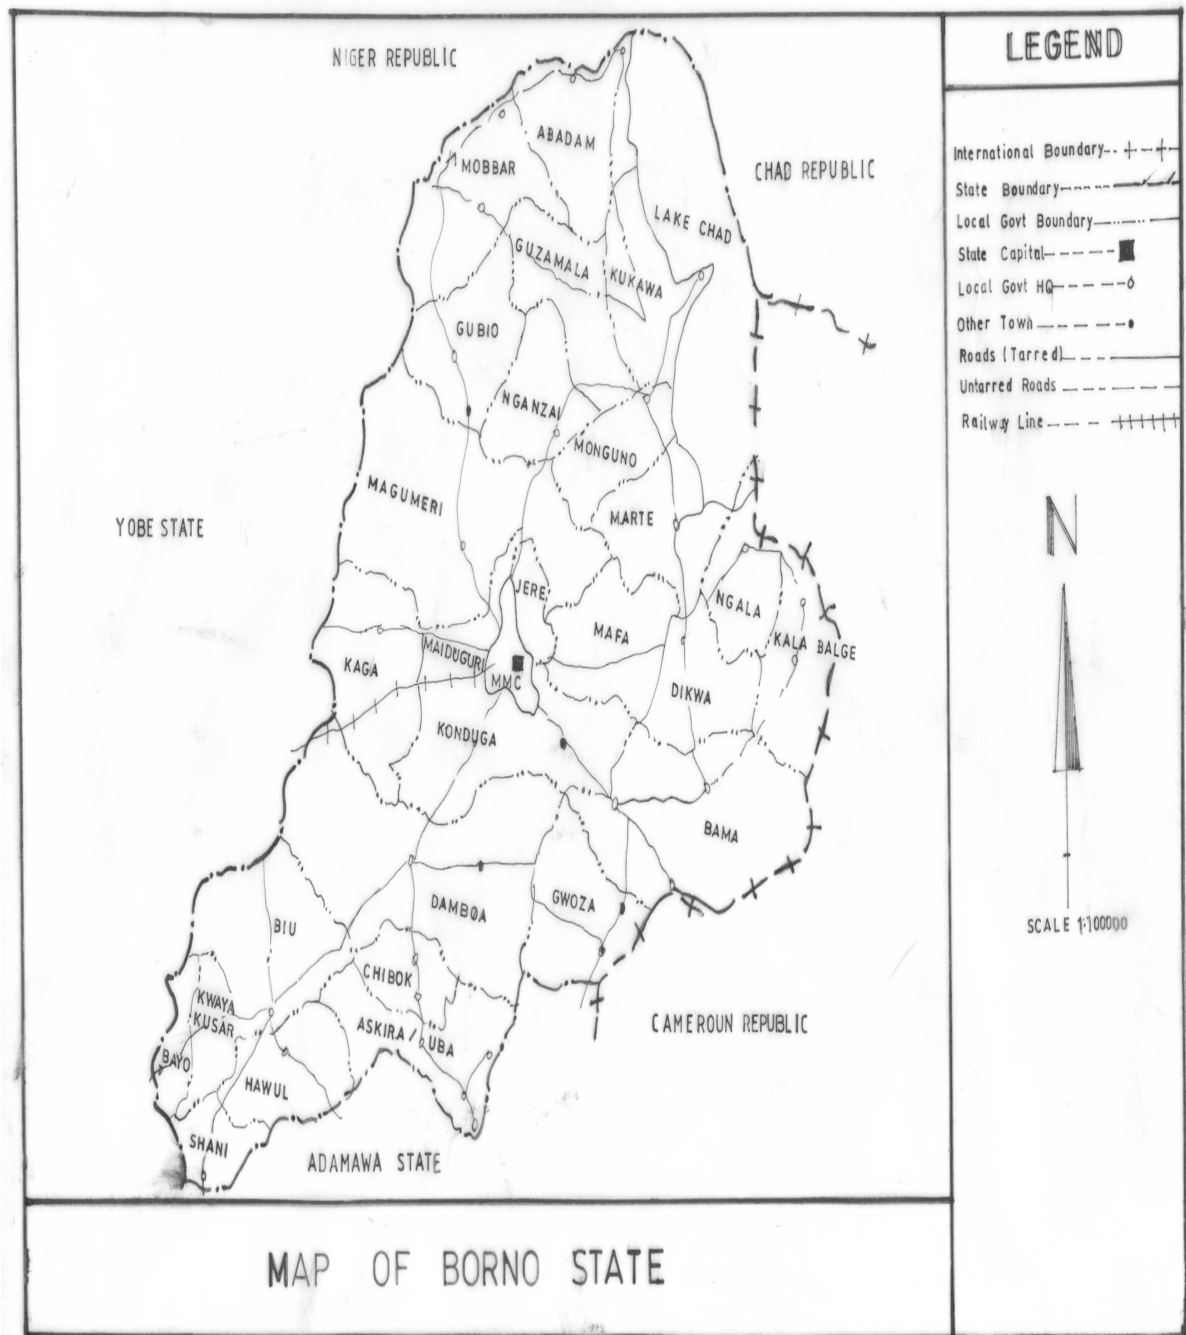 NIGER REPUBLIC
ABADAM
MOBBAR
CHAD REPUBLIC
LAKE CHAD
GUZAMALA
KUKAWA
GUBIO
NGANZAI
MONGUNO
MAGUMERI
MARTE
YOBE STATE
JERE
NGALA
MAFA
KALA BALGE
MAIDUGURI
KAGA
MMC
DIKWA
KONDUGA
BAMA
GWOZA
DAMBOA
BIU
CHIBOK
KWAYA
KUSAR
ASKIRA / UBA
CAMEROUN REPUBLIC
BAYO
HAWUL
SHANI
ADAMAWA STATE
MAP OF BORNO STATE
LEGEND
International Boundary
State Boundary
Local Govt Boundary
State Capital
Local Govt HQ
Other Town
Roads (Tarred)
Untarred Roads
Railway Line
N
SCALE 1:100000